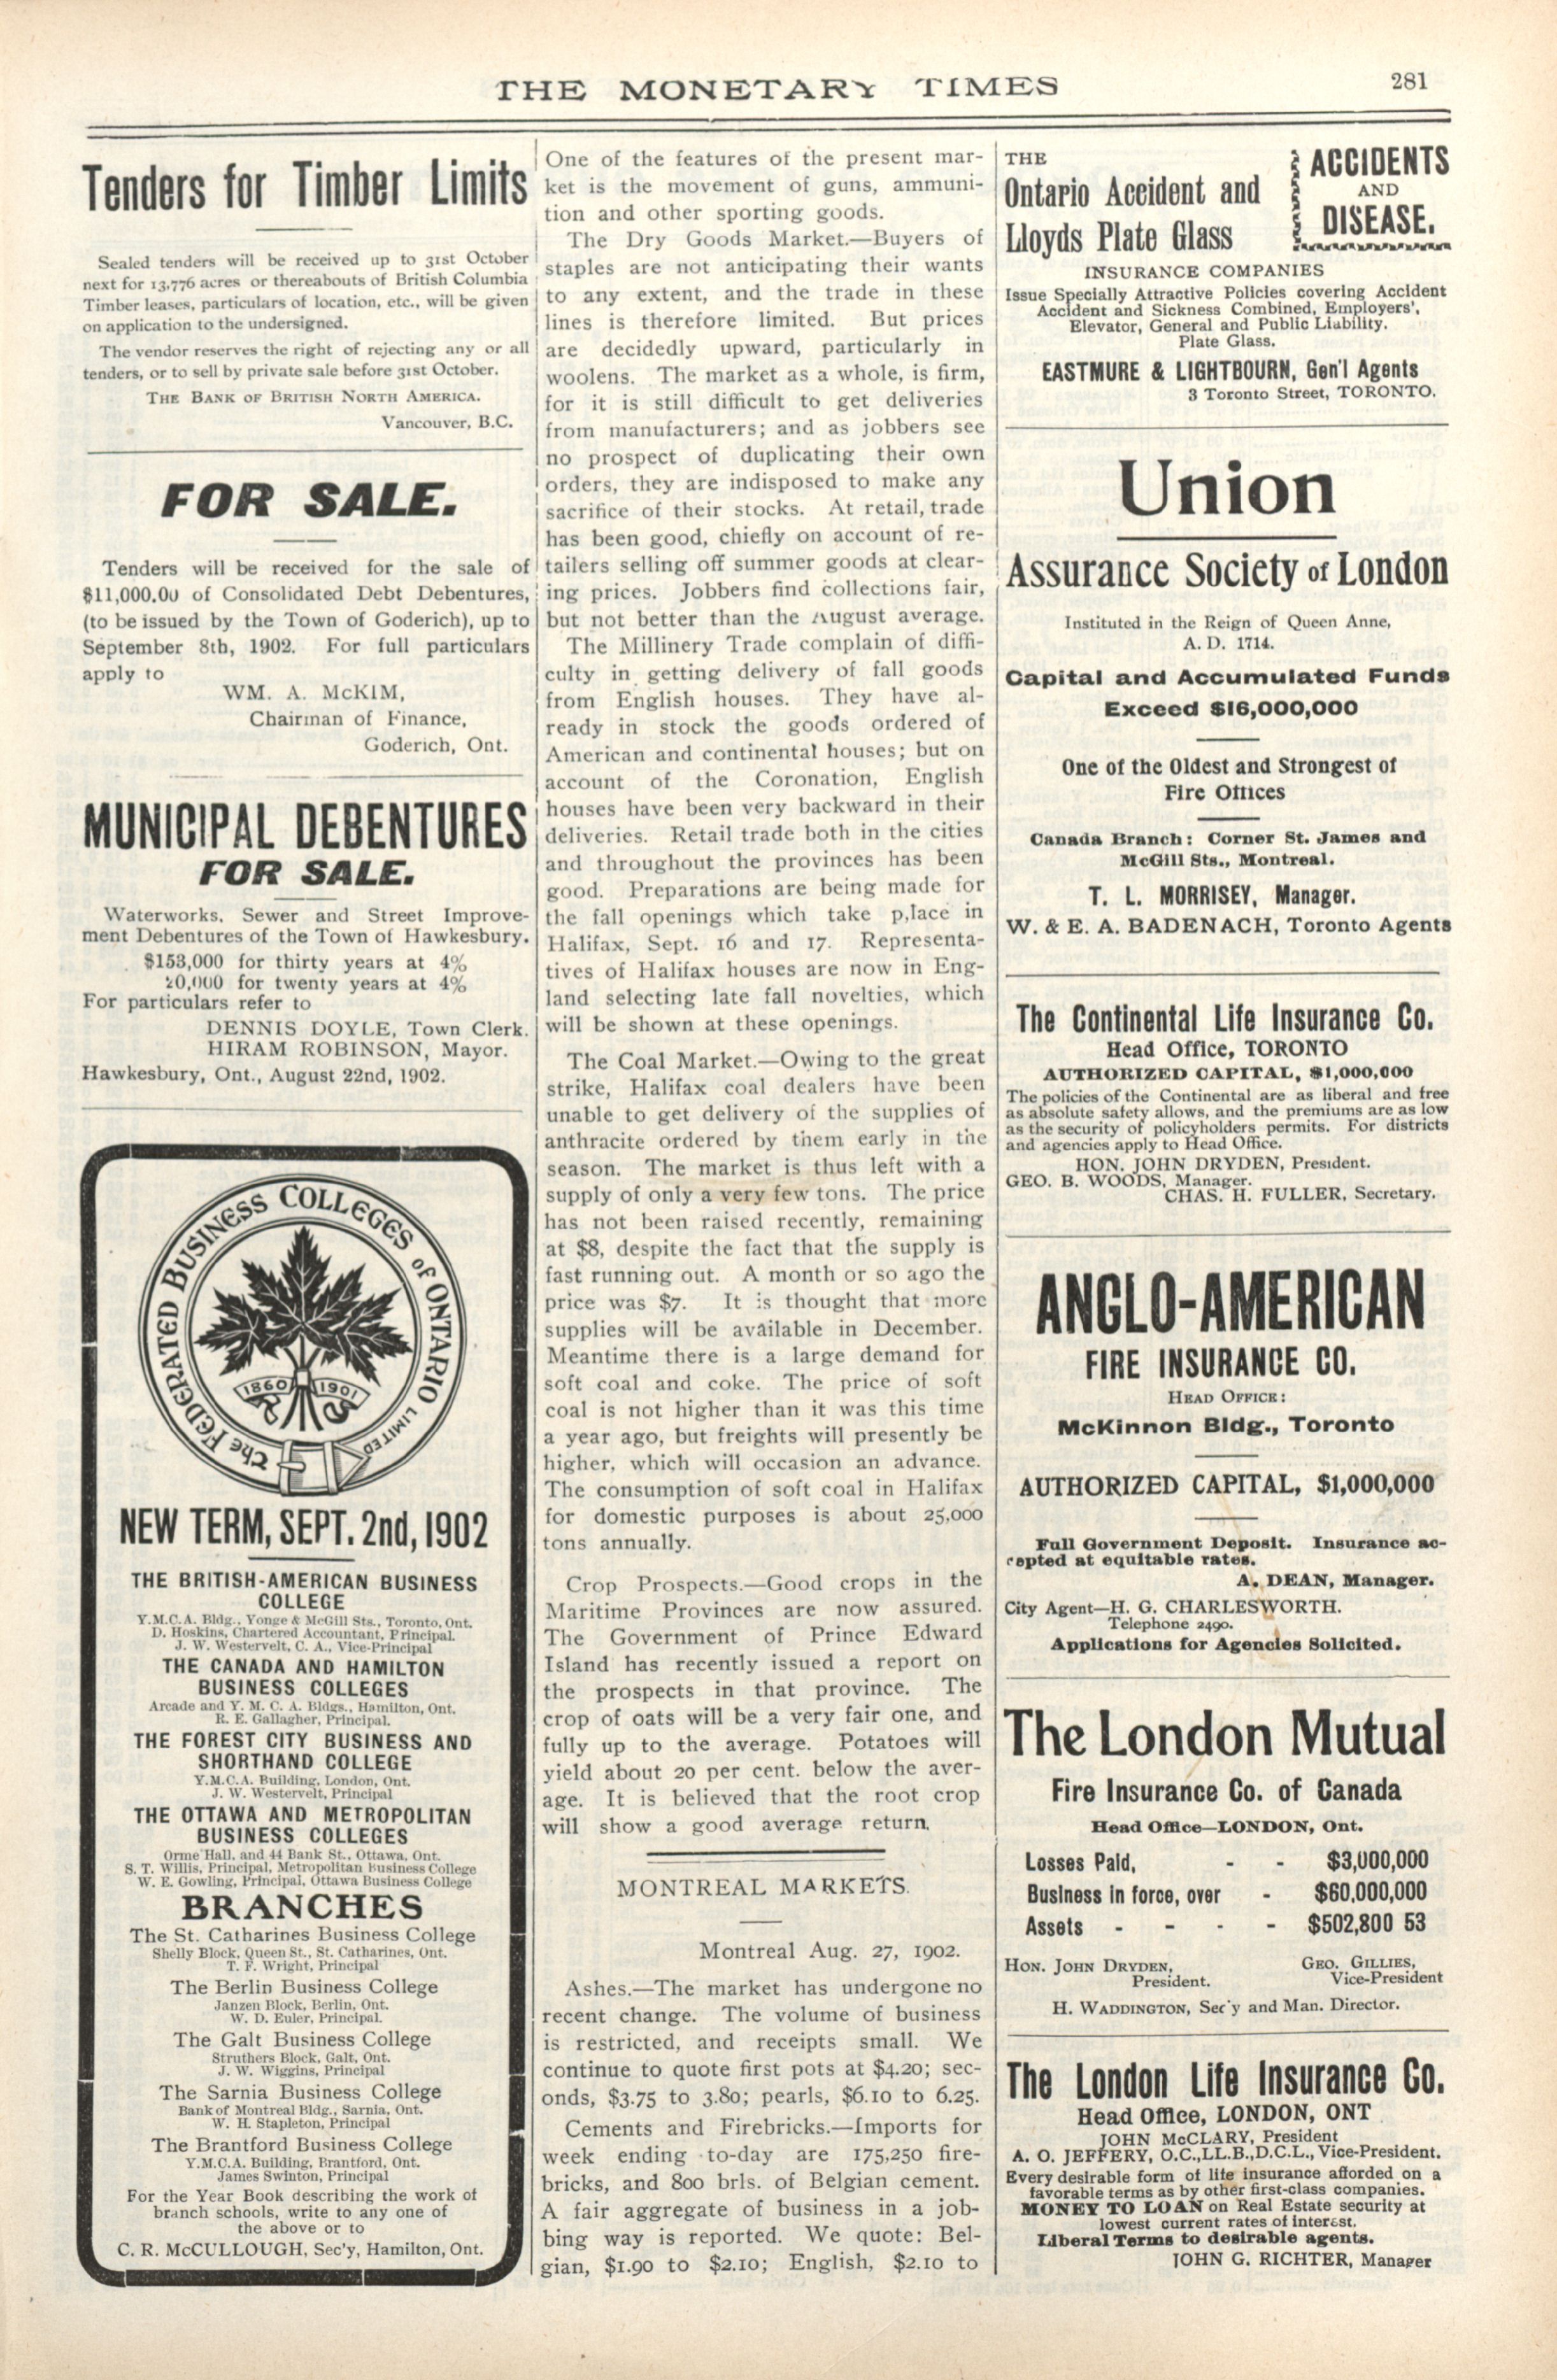 THE MONETARY TIMES
281
Tenders for Timber Limits
Sealed tenders will be received up to 31st October
next for 13,776 acres or thereabouts of British Columbia
Timber leases, particulars of location, etc., will be given
on application to the undersigned.
The vendor reserves the right of rejecting any or all
tenders, or to sell by private sale before 31st October.
THE BANK OF BRITISH NORTH AMERICA.
Vancouver, B.C.
FOR SALE.
Tenders will be received for the sale of
$11,000.00 of Consolidated Debt Debentures,
(to be issued by the Town of Goderich), up to
September 8th, 1902. For full particulars
apply to
WM. A. McKIM,
Chairman of Finance,
Goderich, Ont.
MUNICIPAL DEBENTURES
FOR SALE.
Waterworks, Sewer and Street Improve-
ment Debentures of the Town of Hawkesbury.
$153,000 for thirty years at 4%
20,000 for twenty years at 4%
For particulars refer to
DENNIS DOYLE, Town Clerk.
HIRAM ROBINSON, Mayor.
Hawkesbury, Ont., August 22nd, 1902.
The FEDERATED BUSINESS COLLEGES OF ONTARIO LIMITED
1860 1901
NEW TERM, SEPT. 2nd, 1902
THE BRITISH-AMERICAN BUSINESS
COLLEGE
Y.M.C.A. Bldg., Yonge & McGill Sts., Toronto, Ont.
D. Hoskins, Chartered Accountant, Principal.
J. W. Westervelt, C. A., Vice-Principal
THE CANADA AND HAMILTON
BUSINESS COLLEGES
Arcade and Y. M. C. A. Bldgs., Hamilton, Ont.
R. E. Gallagher, Principal.
THE FOREST CITY BUSINESS AND
SHORTHAND COLLEGE
Y.M.C.A. Building, London, Ont.
J. W. Westervelt, Principal
THE OTTAWA AND METROPOLITAN
BUSINESS COLLEGES
Orme Hall, and 44 Bank St., Ottawa, Ont.
S. T. Willis, Principal, Metropolitan Business College
W. E. Gowling, Principal, Ottawa Business College
BRANCHES
The St. Catharines Business College
Shelly Block, Queen St., St. Catharines, Ont.
T. F. Wright, Principal
The Berlin Business College
Janzen Block, Berlin, Ont.
W. D. Euler, Principal.
The Galt Business College
Struthers Block, Galt, Ont.
J. W. Wiggins, Principal
The Sarnia Business College
Bank of Montreal Bldg., Sarnia, Ont.
W. H. Stapleton, Principal
The Brantford Business College
Y.M.C.A. Building, Brantford, Ont.
James Swinton, Principal
For the Year Book describing the work of
branch schools, write to any one of
the above or to
C. R. McCULLOUGH, Sec'y, Hamilton, Ont.
One of the features of the present mar-
ket is the movement of guns, ammuni-
tion and other sporting goods.
The Dry Goods Market.—Buyers of
staples are not anticipating their wants
to any extent, and the trade in these
lines is therefore limited. But prices
are decidedly upward, particularly in
woolens. The market as a whole, is firm,
for it is still difficult to get deliveries
from manufacturers; and as jobbers see
no prospect of duplicating their own
orders, they are indisposed to make any
sacrifice of their stocks. At retail, trade
has been good, chiefly on account of re-
tailers selling off summer goods at clear-
ing prices. Jobbers find collections fair,
but not better than the August average.
The Millinery Trade complain of diffi-
culty in getting delivery of fall goods
from English houses. They have al-
ready in stock the goods ordered of
American and continental houses; but on
account of the Coronation, English
houses have been very backward in their
deliveries. Retail trade both in the cities
and throughout the provinces has been
good. Preparations are being made for
the fall openings which take p,lace in
Halifax, Sept. 16 and 17. Representa-
tives of Halifax houses are now in Eng-
land selecting late fall novelties, which
will be shown at these openings.
The Coal Market.—Owing to the great
strike, Halifax coal dealers have been
unable to get delivery of the supplies of
anthracite ordered by them early in the
season. The market is thus left with a
supply of only a very few tons. The price
has not been raised recently, remaining
at $8, despite the fact that the supply is
fast running out. A month or so ago the
price was $7. It is thought that more
supplies will be available in December.
Meantime there is a large demand for
soft coal and coke. The price of soft
coal is not higher than it was this time
a year ago, but freights will presently be
higher, which will occasion an advance.
The consumption of soft coal in Halifax
for domestic purposes is about 25,000
tons annually.
Crop Prospects.—Good crops in the
Maritime Provinces are now assured.
The Government of Prince Edward
Island has recently issued a report on
the prospects in that province. The
crop of oats will be a very fair one, and
fully up to the average. Potatoes will
yield about 20 per cent. below the aver-
age. It is believed that the root crop
will show a good average return.
MONTREAL MARKETS.
Montreal Aug. 27, 1902.
Ashes.—The market has undergone no
recent change. The volume of business
is restricted, and receipts small. We
continue to quote first pots at $4.20; sec-
onds, $3.75 to 3.80; pearls, $6.10 to 6.25.
Cements and Firebricks.—Imports for
week ending to-day are 175,250 fire-
bricks, and 800 brls. of Belgian cement.
A fair aggregate of business in a job-
bing way is reported. We quote: Bel-
gian, $1.90 to $2.10; English, $2.10 to
THE
Ontario Accident and
Lloyds Plate Glass
ACCIDENTS
AND
DISEASE.
INSURANCE COMPANIES
Issue Specially Attractive Policies covering Accident
Accident and Sickness Combined, Employers',
Elevator, General and Public Liability.
Plate Glass.
EASTMURE & LIGHTBOURN, Gen'l Agents
3 Toronto Street, TORONTO.
Union
Assurance Society of London
Instituted in the Reign of Queen Anne,
A. D. 1714.
Capital and Accumulated Funds
Exceed $16,000,000
One of the Oldest and Strongest of
Fire Offices
Canada Branch: Corner St. James and
McGill Sts., Montreal.
T. L. MORRISEY, Manager.
W. & E. A. BADENACH, Toronto Agents
The Continental Life Insurance Co.
Head Office, TORONTO
AUTHORIZED CAPITAL, $1,000,000
The policies of the Continental are as liberal and free
as absolute safety allows, and the premiums are as low
as the security of policyholders permits. For districts
and agencies apply to Head Office.
HON. JOHN DRYDEN, President.
GEO. B. WOODS, Manager.
CHAS. H. FULLER, Secretary.
ANGLO-AMERICAN
FIRE INSURANCE CO.
HEAD OFFICE:
McKinnon Bldg., Toronto
AUTHORIZED CAPITAL, $1,000,000
Full Government Deposit. Insurance ac-
cepted at equitable rates.
A. DEAN, Manager.
City Agent—H. G. CHARLESWORTH.
Telephone 2490.
Applications for Agencies Solicited.
The London Mutual
Fire Insurance Co. of Canada
Head Office—LONDON, Ont.
Losses Paid, - - $3,000,000
Business in force, over - $60,000,000
Assets - - - - $502,800 53
HON. JOHN DRYDEN,
President.
GEO. GILLIES,
Vice-President
H. WADDINGTON, Sec'y and Man. Director.
The London Life Insurance Co.
Head Office, LONDON, ONT
JOHN McCLARY, President
A. O. JEFFERY, O.C.,LL.B.,D.C.L., Vice-President.
Every desirable form of life insurance afforded on a
favorable terms as by other first-class companies.
MONEY TO LOAN on Real Estate security at
lowest current rates of interest.
Liberal Terms to desirable agents.
JOHN G. RICHTER, Manager